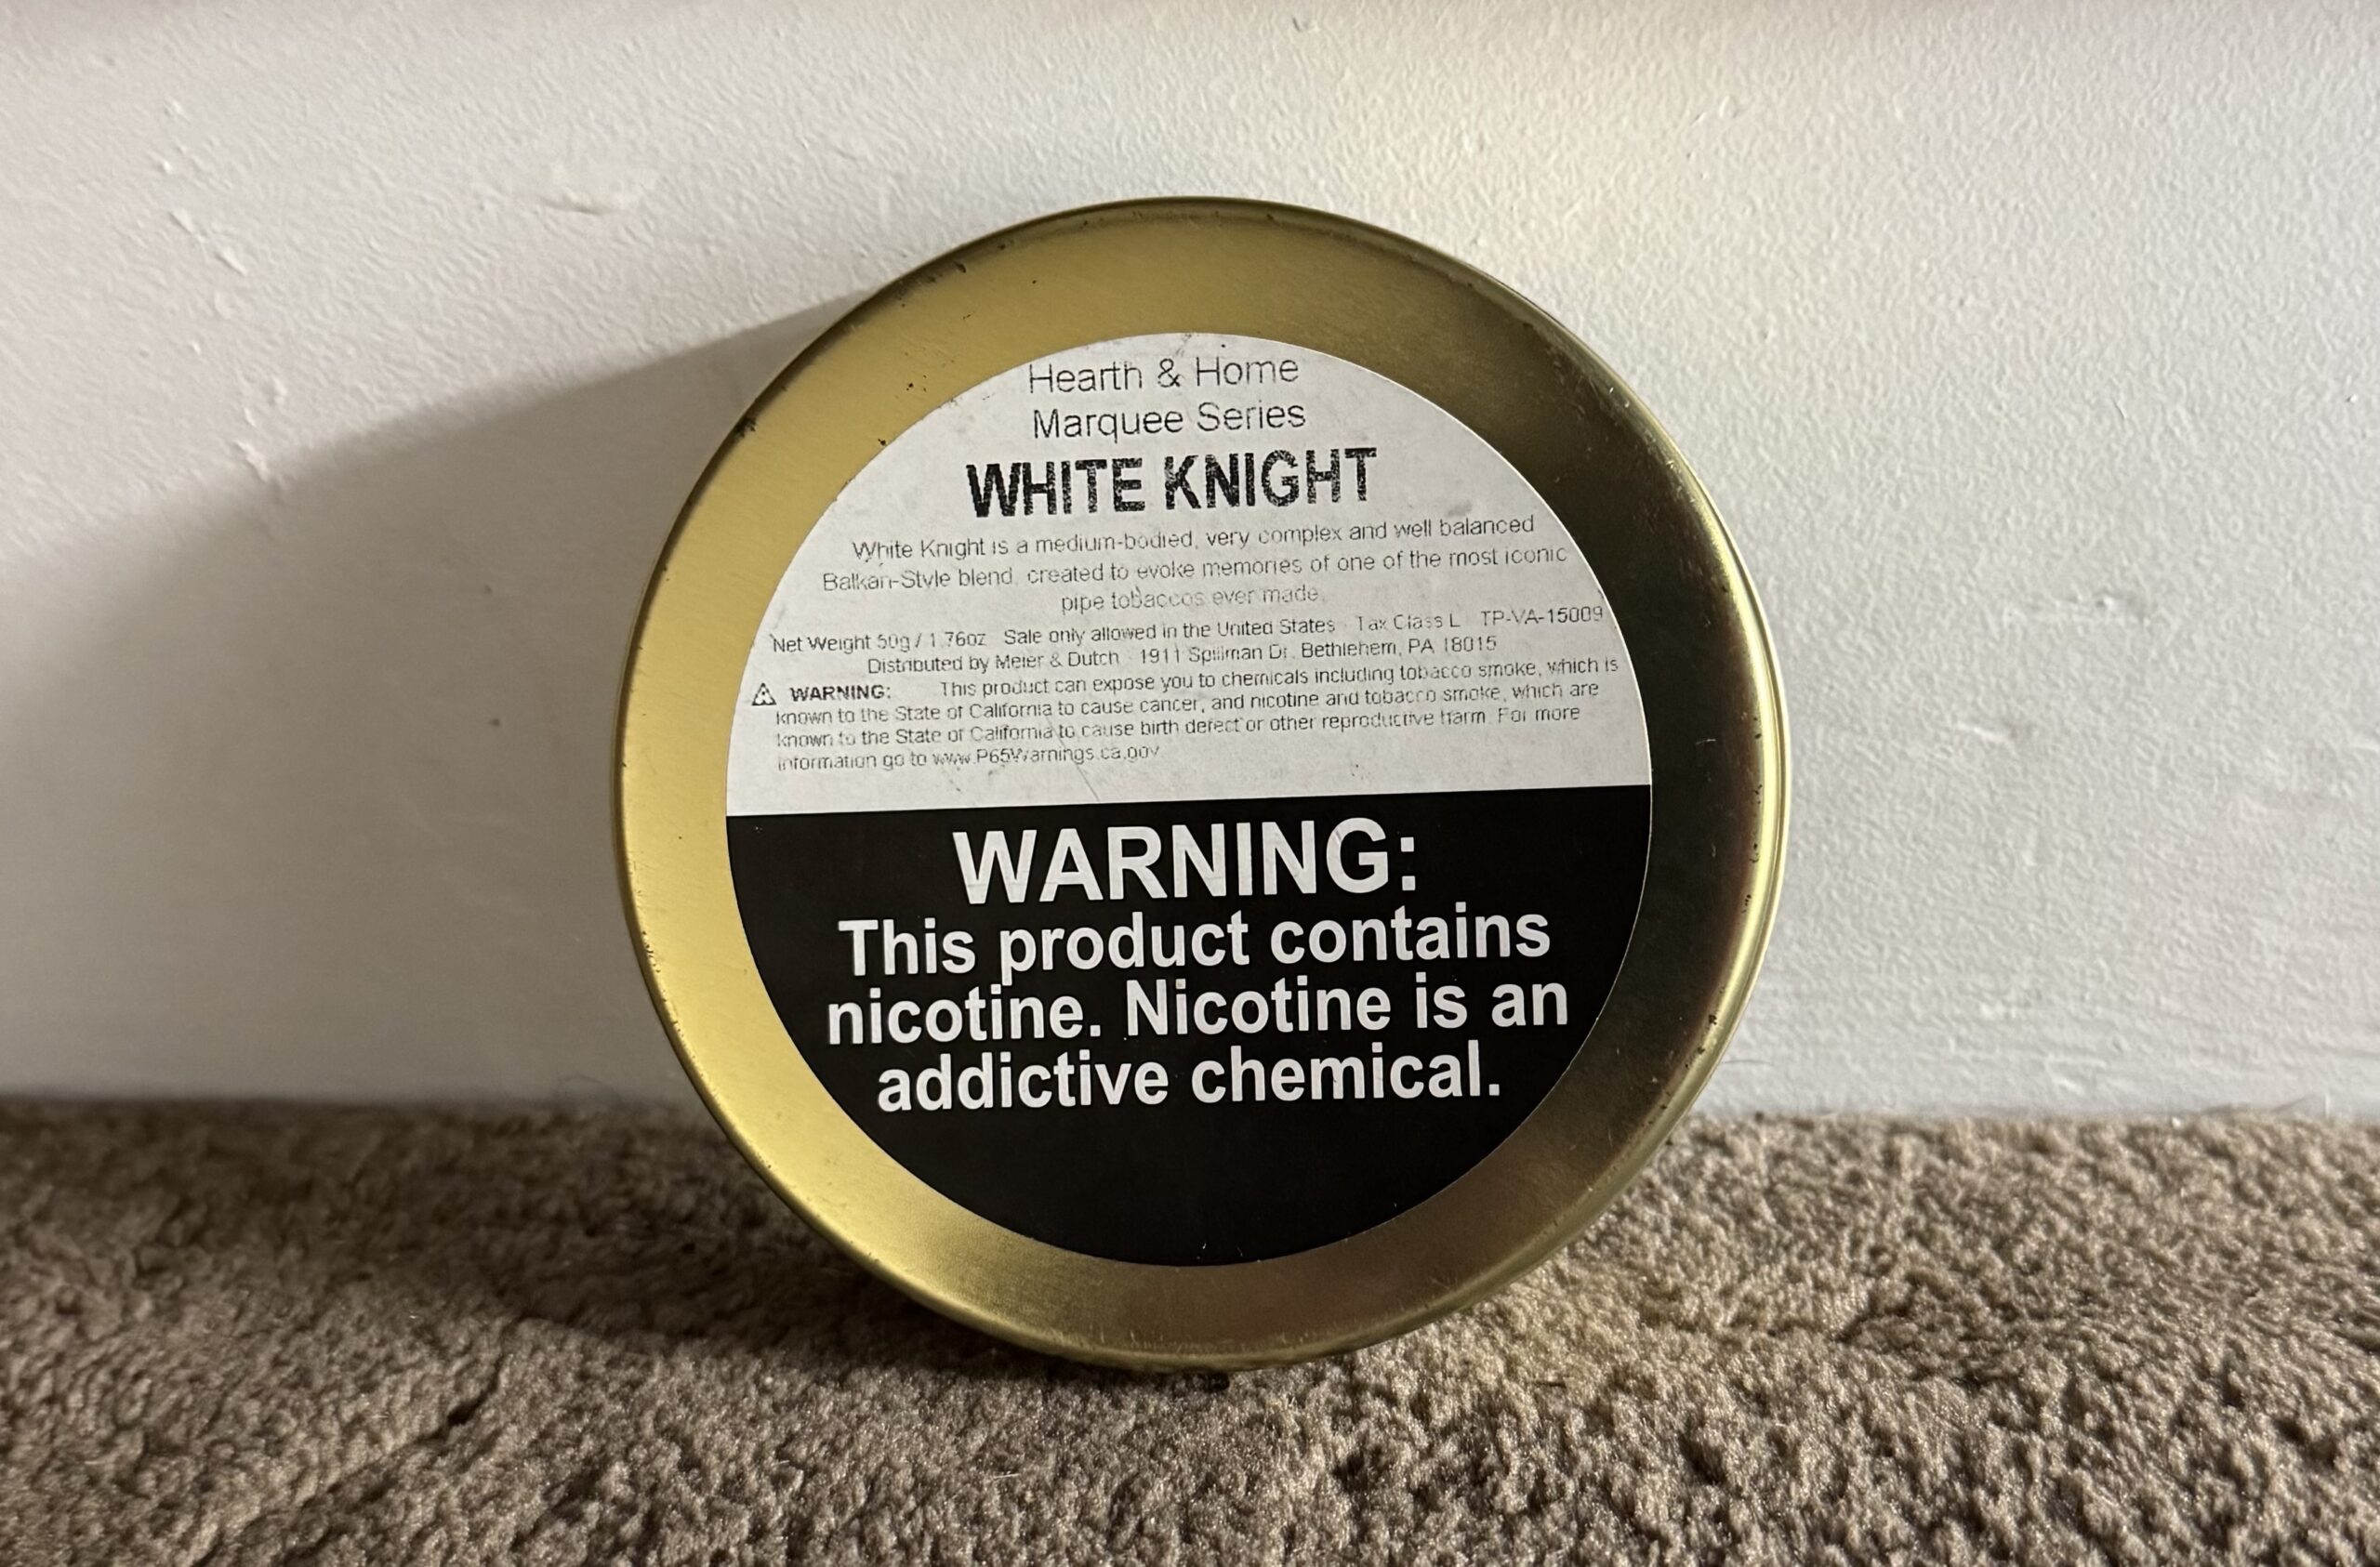 Hearth & Home
Marquee Series
WHITE KNIGHT
White Knight is a medium-bodied, very complex and well balanced
Balkan-Style blend, created to evoke memories of one of the most iconic
pipe tobaccos ever made.
Net Weight 50g / 1.76oz Sale only allowed in the United States · Tax Class L TP-VA-15009
Distributed by Meier & Dutch · 1911 Spillman Dr. Bethlehem, PA 18015
WARNING: This product can expose you to chemicals including tobacco smoke, which is
known to the State of California to cause cancer, and nicotine and tobacco smoke, which are
known to the State of California to cause birth defect or other reproductive harm. For more
information go to www.P65Warnings.ca.gov
WARNING:
This product contains
nicotine. Nicotine is an
addictive chemical.